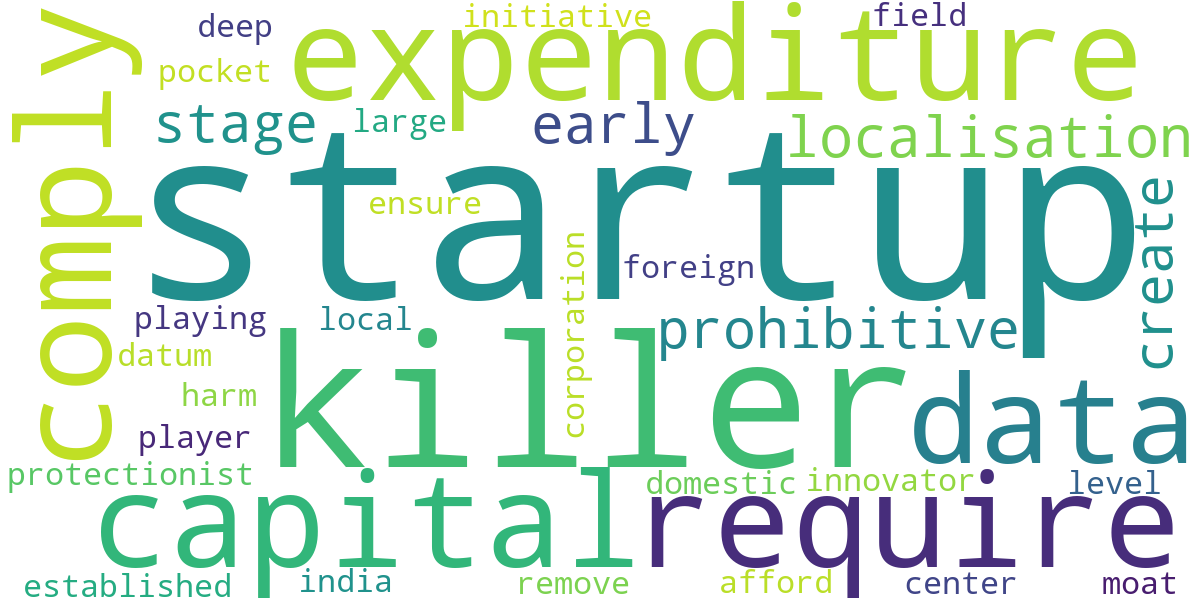 comply
deep
initiative
field
expenditure
pocket
stage
large
early
localisation
startup
ensure
create
foreign
corporation
playing
local
prohibitive
datum
killer
data
harm
player
protectionist
capital
domestic
innovator
level
require
established
india
remove
afford
center
moat